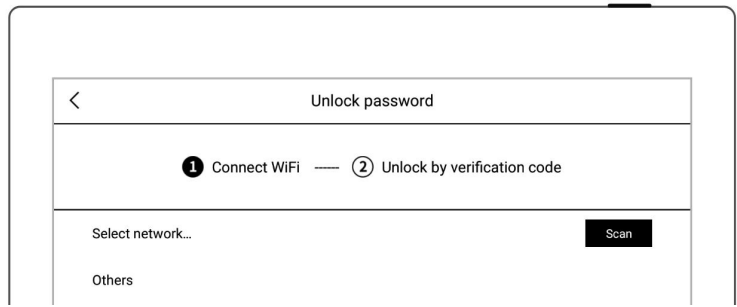 Unlock password
1 Connect WiFi ----- 2 Unlock by verification code
Select network... Scan
Others